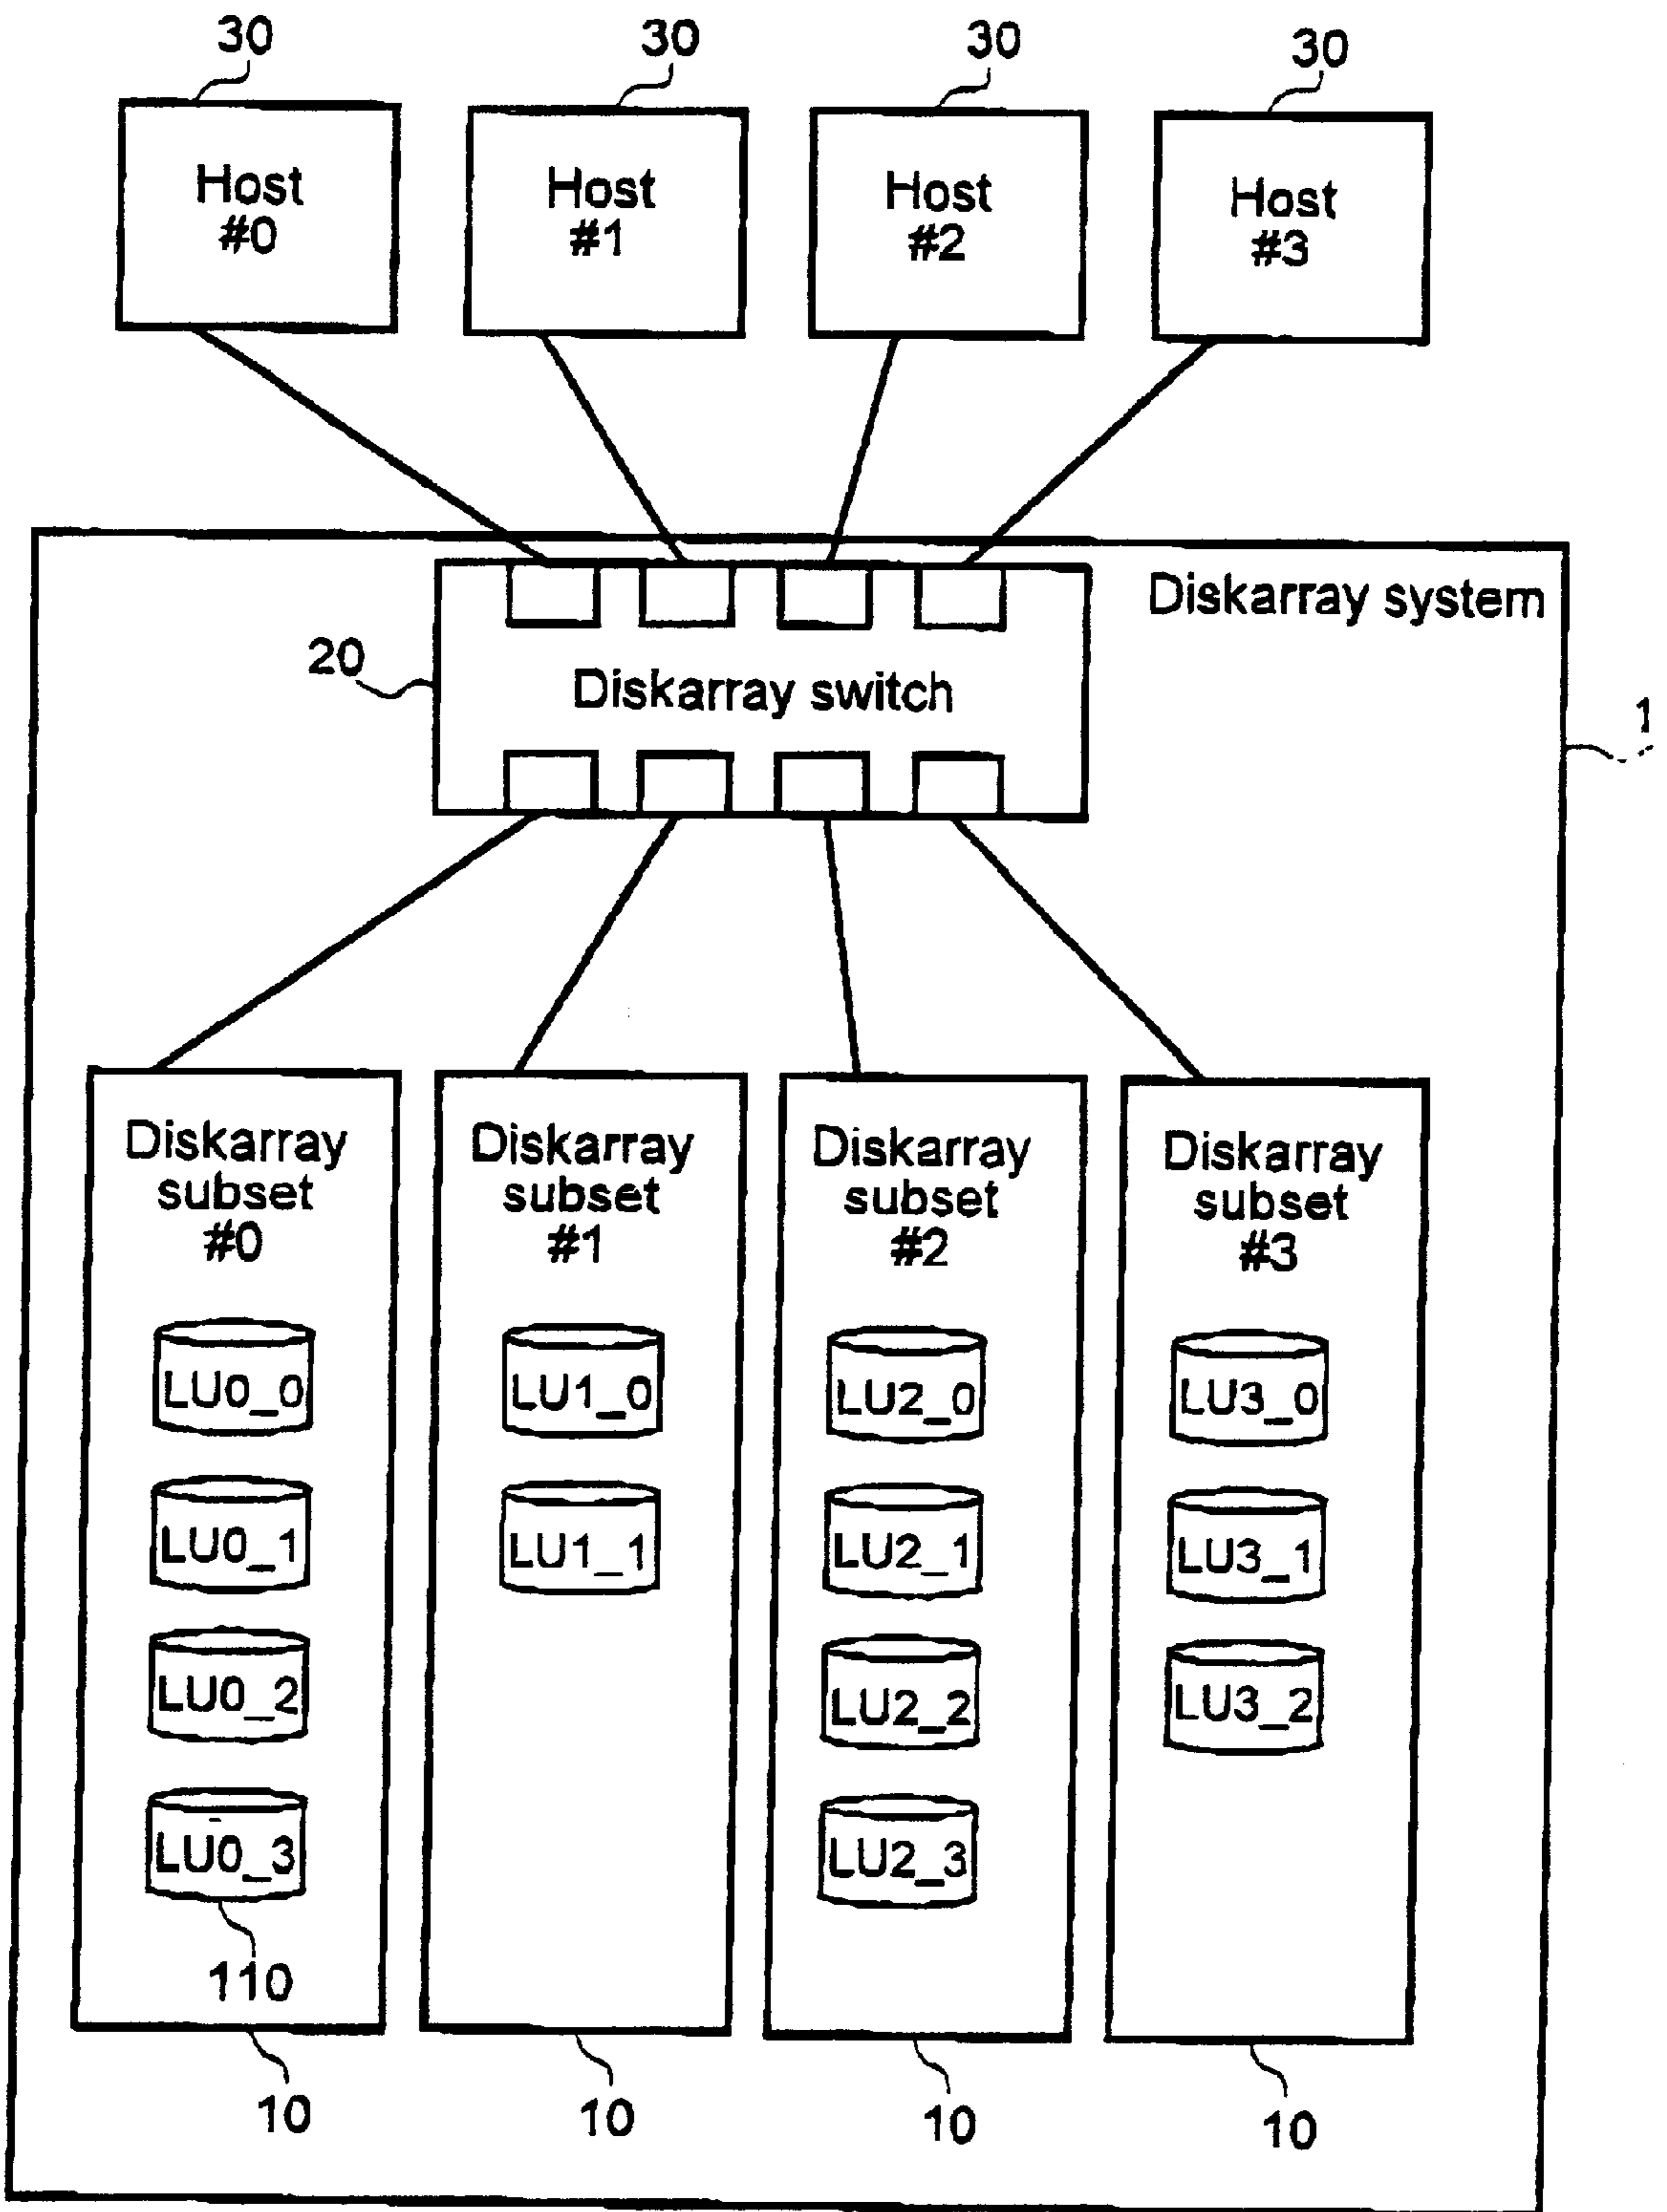 30
30
30
30
Host
#0
Host
#1
Host
#2
Host
#3
Diskarray system
20
Diskarray switch
1
Diskarray
subset
#0
Diskarray
subset
#1
Diskarray
subset
#2
Diskarray
subset
#3
LU0_0
LU1_0
LU2_0
LU3_0
LU0_1
LU1_1
LU2_1
LU3_1
LU0_2
LU2_2
LU3_2
LU0_3
LU2_3
110
10
10
10
10